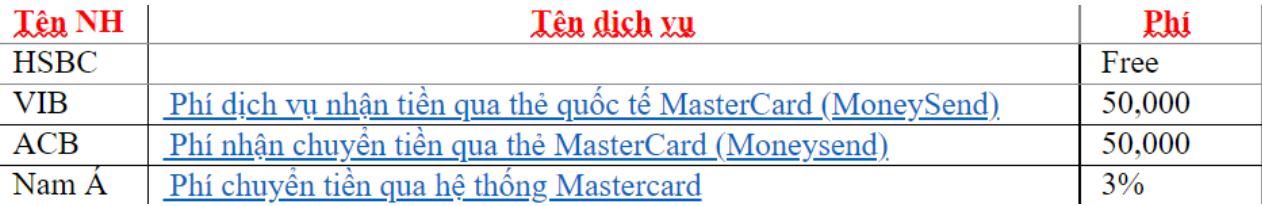 Tên NH Tên dịch vụ Phí
HSBC Free
VIB Phí dịch vụ nhận tiền qua thẻ quốc tế MasterCard (MoneySend) 50,000
ACB Phí nhận chuyển tiền qua thẻ MasterCard (Moneysend) 50,000
Nam Á Phí chuyển tiền qua hệ thống Mastercard 3%